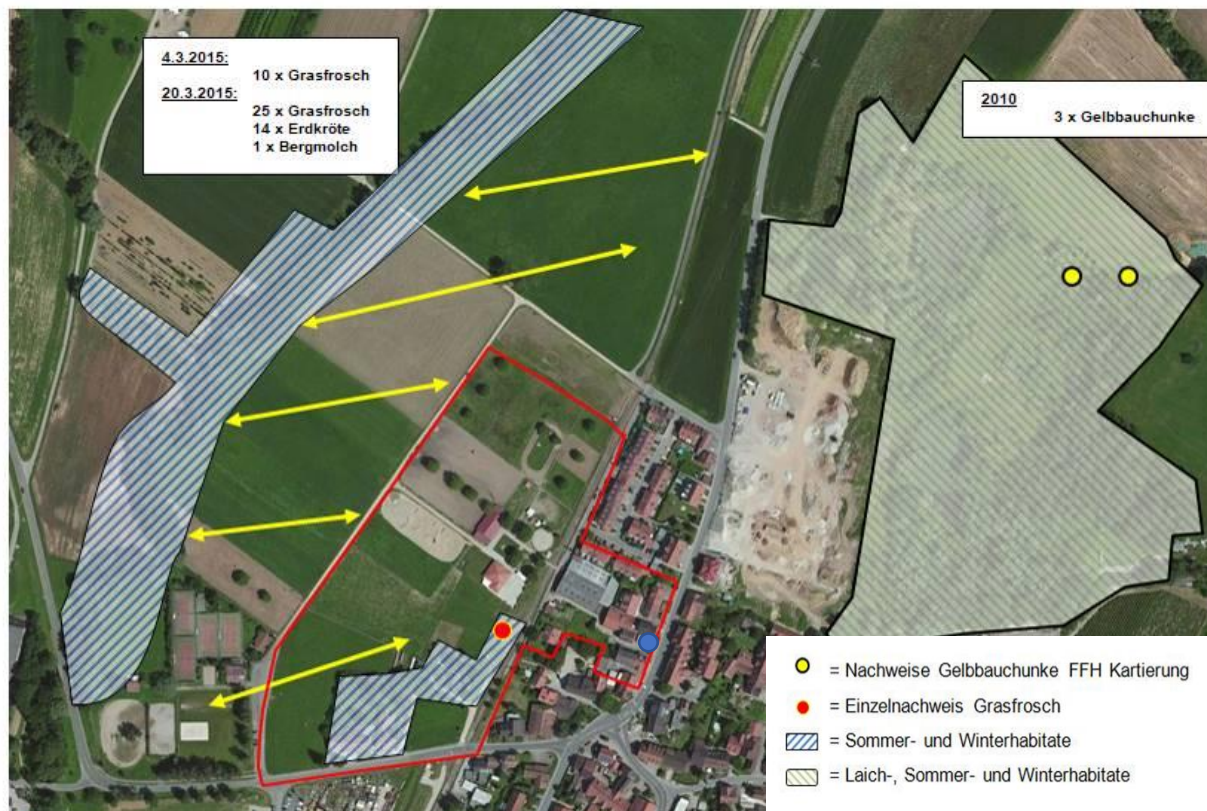 4.3.2015:
10 x Grasfrosch
20.3.2015:
25 x Grasfrosch
14 x Erdkröte
1 x Bergmolch
2010
3 x Gelbbauchunke
= Nachweise Gelbbauchunke FFH Kartierung
= Einzelnachweis Grasfrosch
= Sommer- und Winterhabitate
= Laich-, Sommer- und Winterhabitate